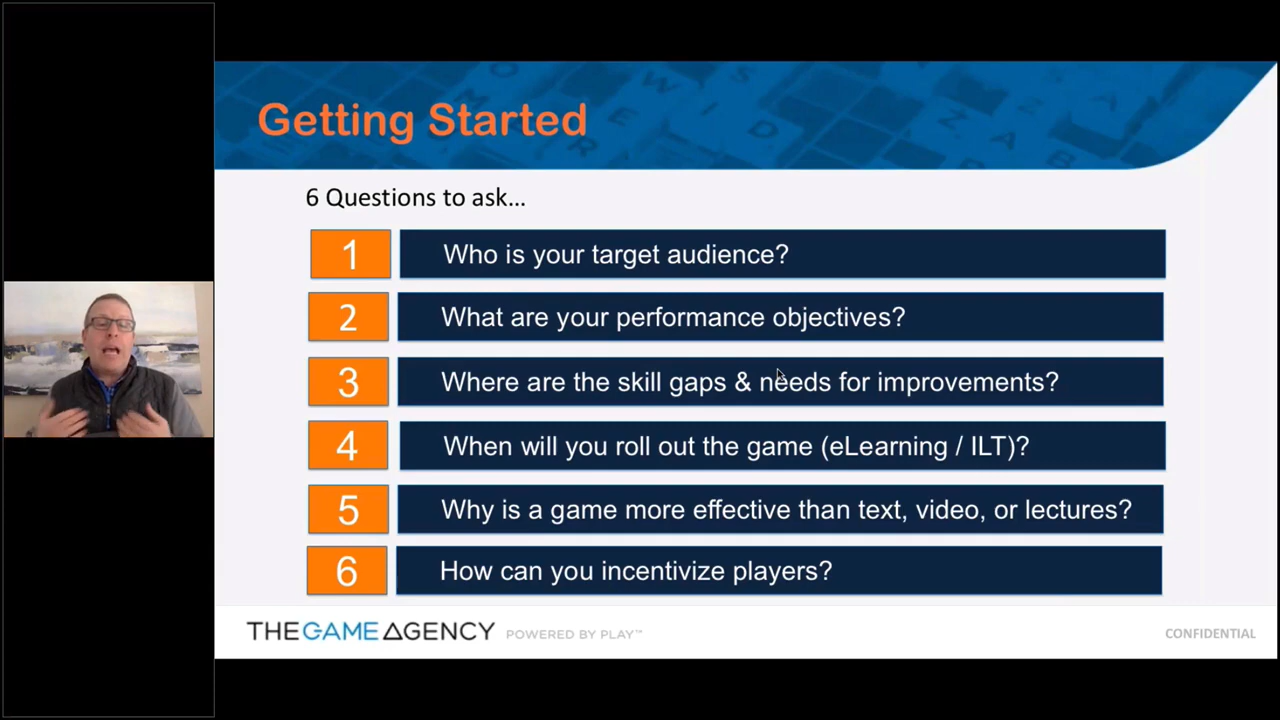 Getting Started
6 Questions to ask...
1 Who is your target audience?
2 What are your performance objectives?
3 Where are the skill gaps & needs for improvements?
4 When will you roll out the game (eLearning / ILT)?
5 Why is a game more effective than text, video, or lectures?
6 How can you incentivize players?
THEGAMEAGENCY POWERED BY PLAY™ CONFIDENTIAL